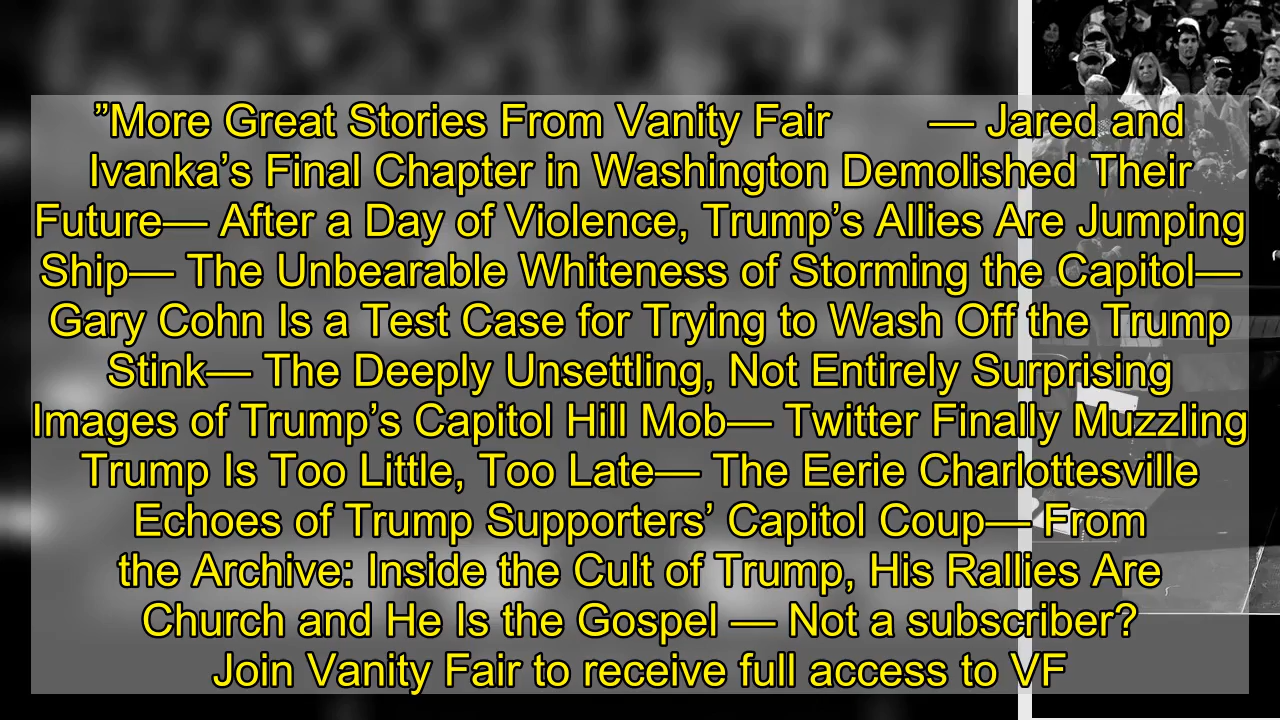 ”More Great Stories From Vanity Fair — Jared and
Ivanka’s Final Chapter in Washington Demolished Their
Future— After a Day of Violence, Trump’s Allies Are Jumping
Ship— The Unbearable Whiteness of Storming the Capitol—
Gary Cohn Is a Test Case for Trying to Wash Off the Trump
Stink— The Deeply Unsettling, Not Entirely Surprising
Images of Trump’s Capitol Hill Mob— Twitter Finally Muzzling
Trump Is Too Little, Too Late— The Eerie Charlottesville
Echoes of Trump Supporters’ Capitol Coup— From
the Archive: Inside the Cult of Trump, His Rallies Are
Church and He Is the Gospel — Not a subscriber?
Join Vanity Fair to receive full access to VF